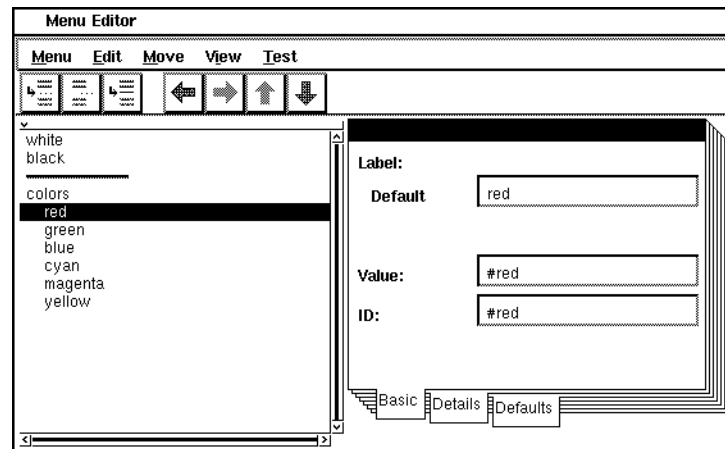 Menu Editor
Menu Edit Move View Test
white
black
colors
red
green
blue
cyan
magenta
yellow
Label:
Default red
Value: #red
ID: #red
Basic Details Defaults